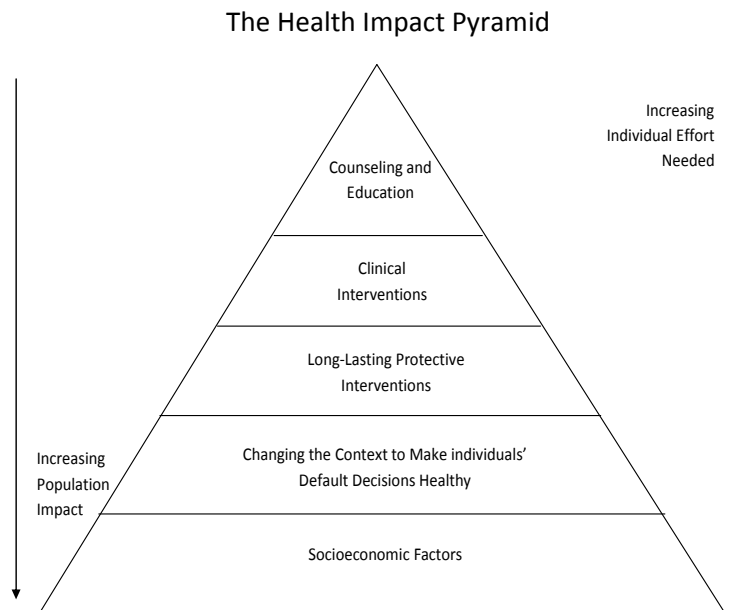 The Health Impact Pyramid
Increasing
Individual Effort
Needed
Counseling and
Education
Clinical
Interventions
Long-Lasting Protective
Interventions
Changing the Context to Make individuals’
Default Decisions Healthy
Increasing
Population
Impact
Socioeconomic Factors